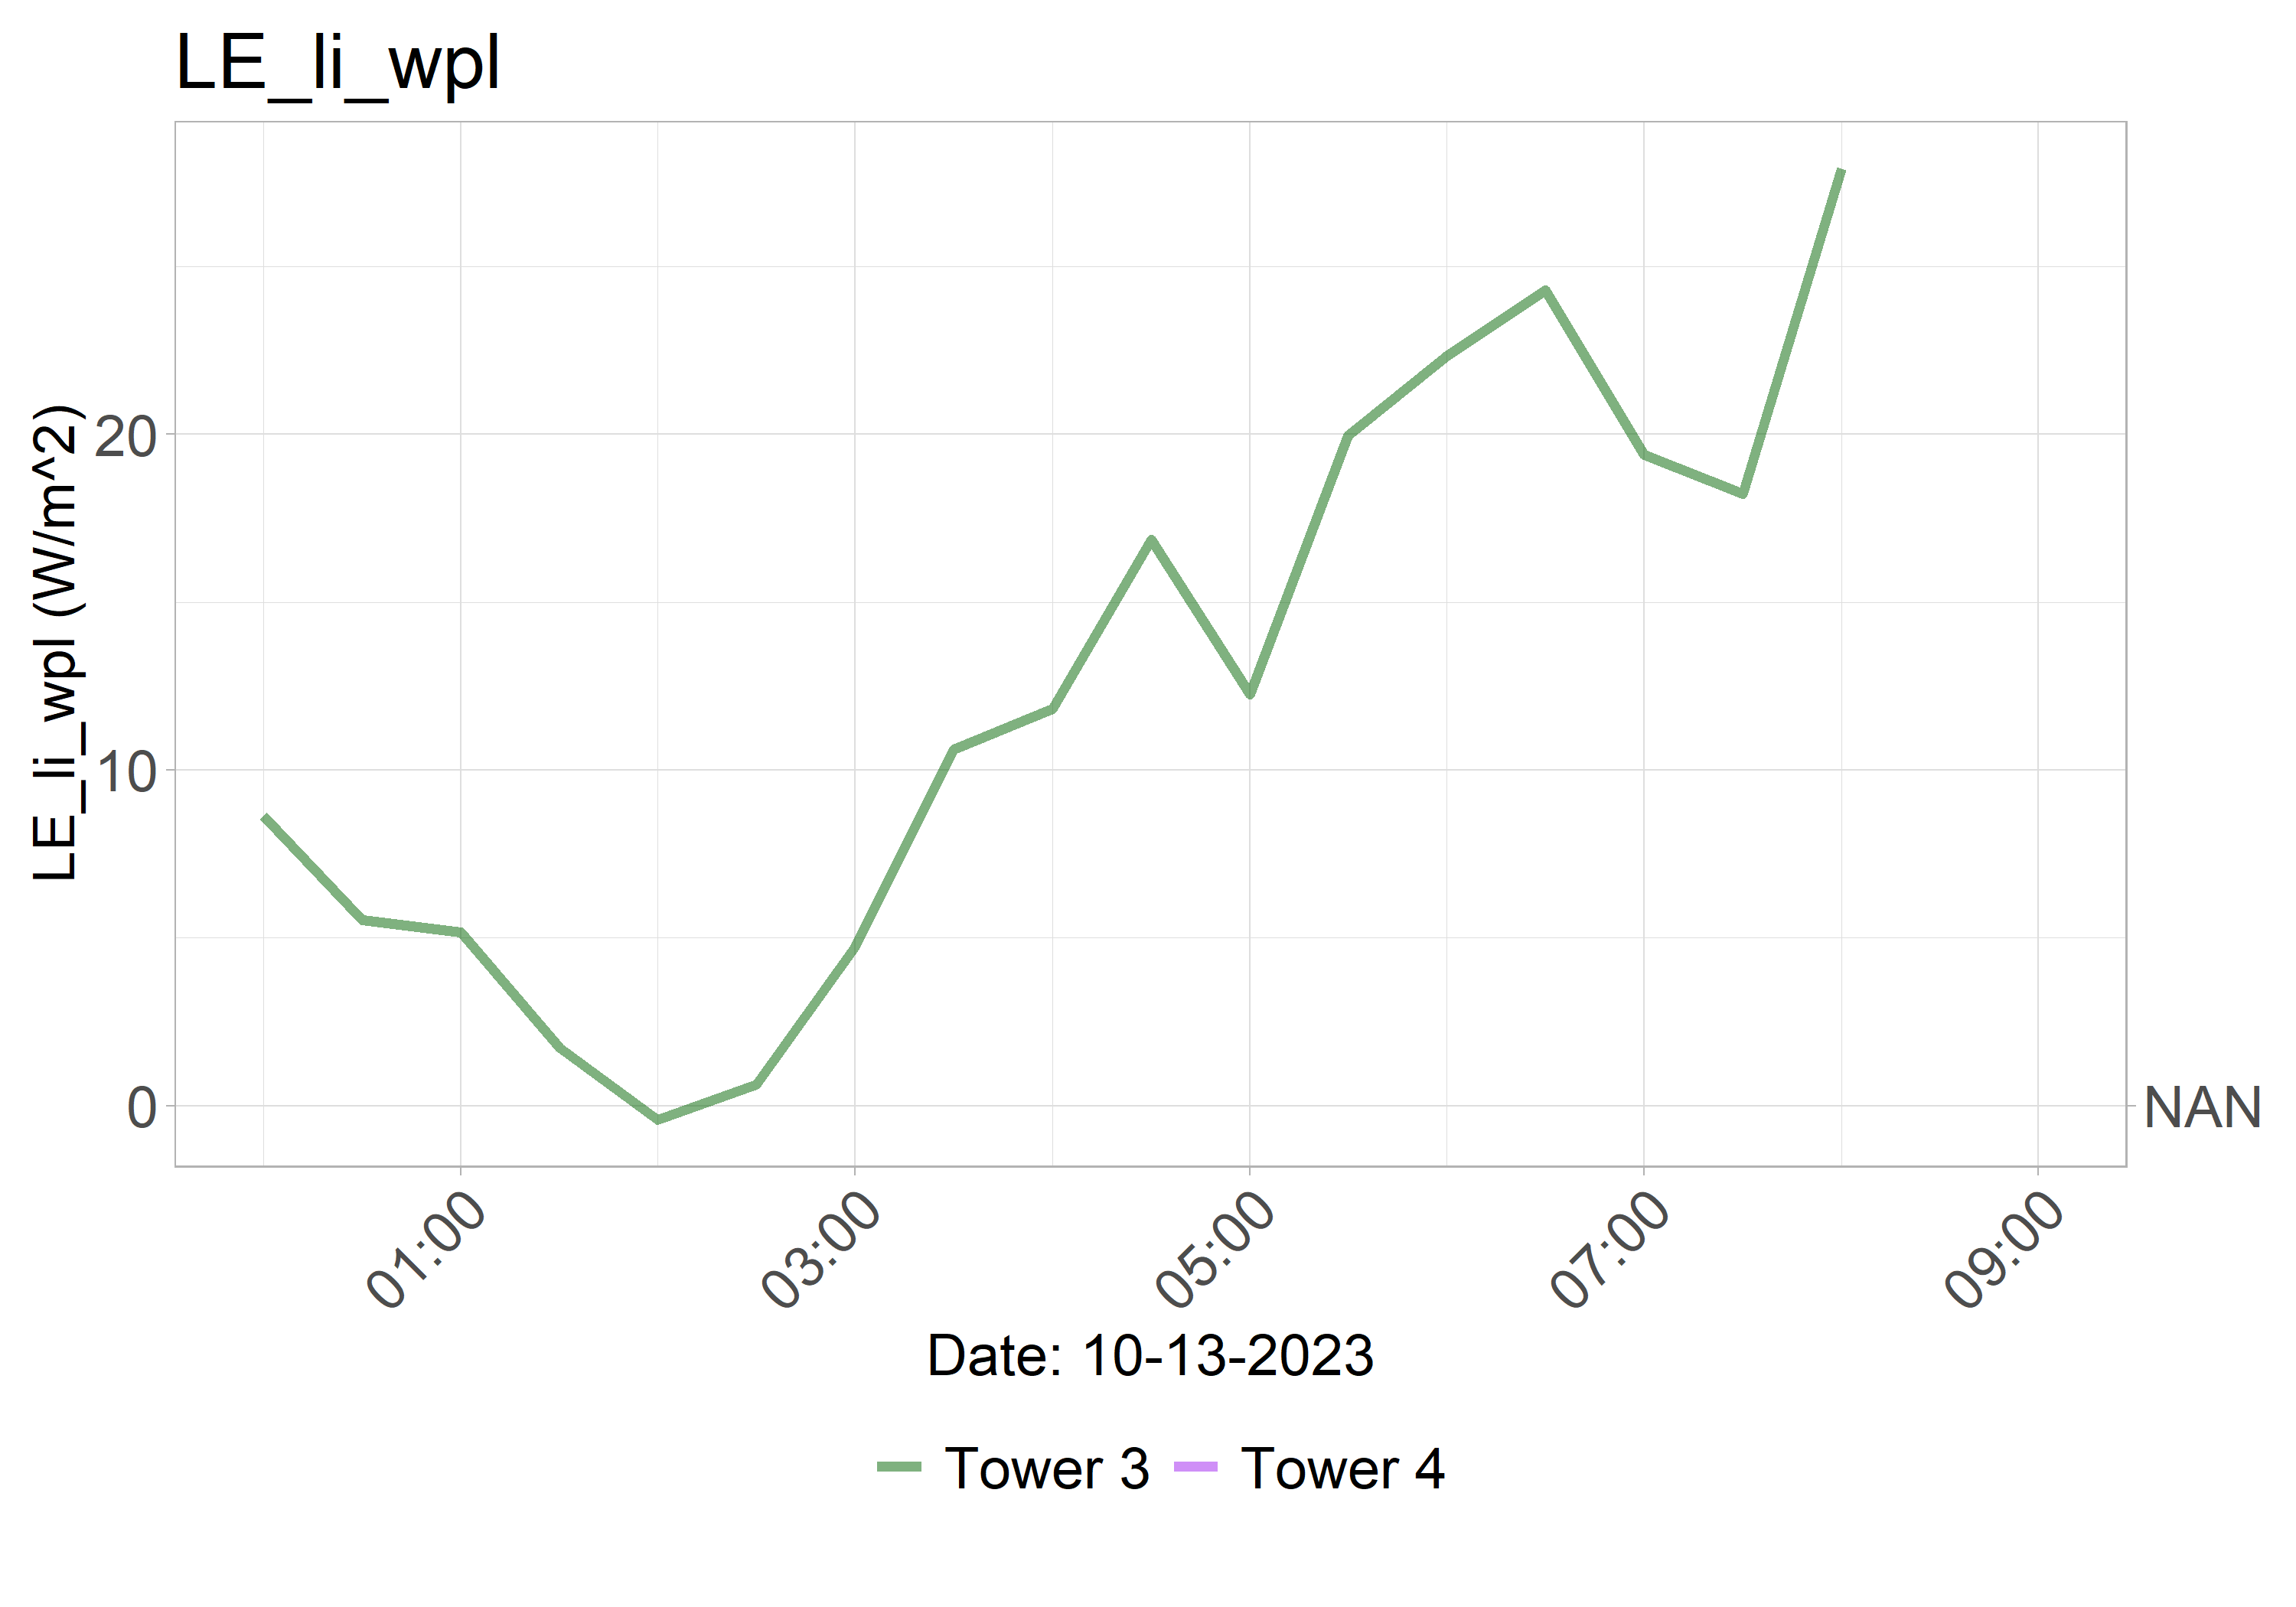 LE_li_wpl
LE_li_wpl (W/m^2)
20
10
0
NAN
01:00
03:00
05:00
07:00
09:00
Date: 10-13-2023
Tower 3
Tower 4